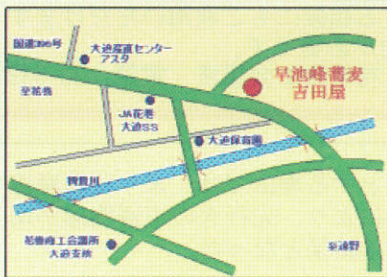 国道396号
大迫産直センター
アスタ
早池峰蕎麦
吉田屋
至花巻
JA花巻
大迫SS
大迫保育園
稗貫川
花巻商工会議所
大迫支所
至遠野